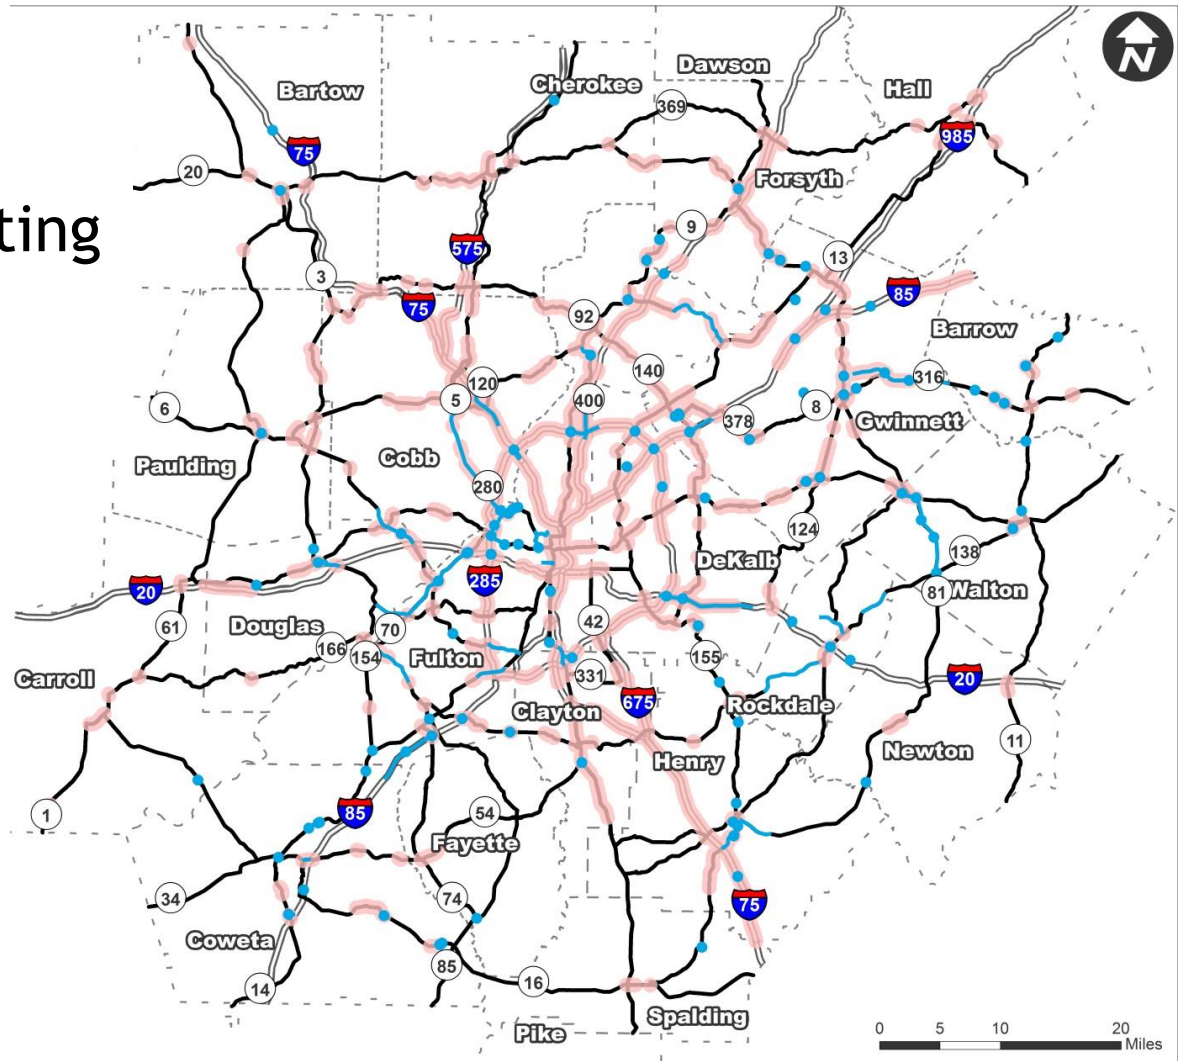 N
Dawson
Hall
Cherokee
Bartow
369
985
75
20
Forsyth
ting
9
575
13
3
85
75
92
Barrow
140
316
120
5
400
6
8
378
Gwinnett
Paulding
Cobb
280
124
138
DeKalb
285
20
81
Walton
42
61
70
Douglas
166
154
Fulton
155
331
Carroll
20
675
Rockdale
Clayton
11
Newton
Henry
1
85
54
Fayette
34
74
75
Coweta
85
16
14
Spalding
Pike
0 5 10 20
Miles